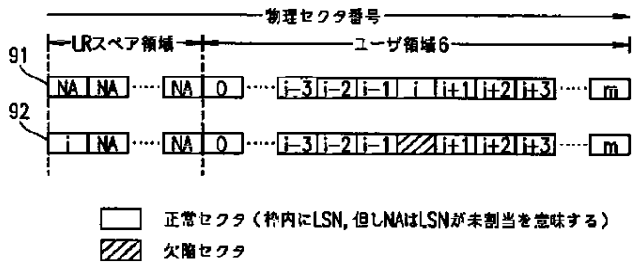 物理セクタ番号
LRスペア領域 ユーザ領域6
91
NA NA ····· NA 0 ····· i-3 i-2 i-1 i i+1 i+2 i+3 ····· m
92
i NA ····· NA 0 ····· i-3 i-2 i-1 i+1 i+2 i+3 ····· m
正常セクタ(枠内にLSN,但しNAはLSNが未割当を意味する)
欠陥セクタ